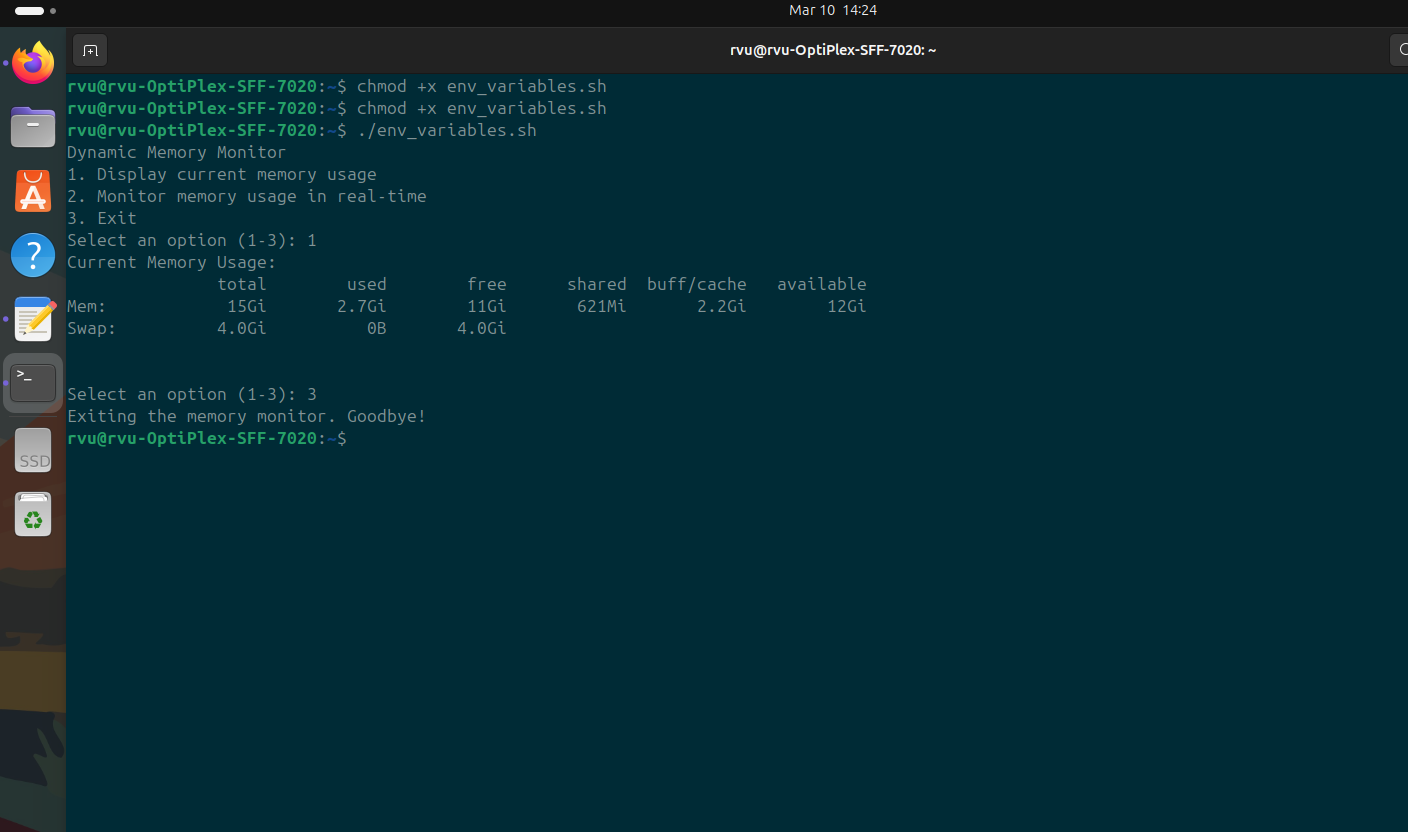 Mar 10 14:24
rvu@rvu-OptiPlex-SFF-7020: ~
rvu@rvu-OptiPlex-SFF-7020:~$ chmod +x env_variables.sh
rvu@rvu-OptiPlex-SFF-7020:~$ chmod +x env_variables.sh
rvu@rvu-OptiPlex-SFF-7020:~$ ./env_variables.sh
Dynamic Memory Monitor
1. Display current memory usage
2. Monitor memory usage in real-time
3. Exit
Select an option (1-3): 1
Current Memory Usage:
total used free shared buff/cache available
Mem: 15Gi 2.7Gi 11Gi 621Mi 2.2Gi 12Gi
Swap: 4.0Gi 0B 4.0Gi
Select an option (1-3): 3
Exiting the memory monitor. Goodbye!
rvu@rvu-OptiPlex-SFF-7020:~$
SSD